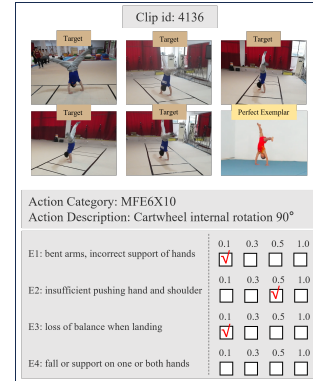 Clip id: 4136
Target
Target
Target
Target
Target
Perfect Exemplar
Action Category: MFE6X10
Action Description: Cartwheel internal rotation 90°
0.1 0.3 0.5 1.0
E1: bent arms, incorrect support of hands
0.1 0.3 0.5 1.0
E2: insufficient pushing hand and shoulder
0.1 0.3 0.5 1.0
E3: loss of balance when landing
0.1 0.3 0.5 1.0
E4: fall or support on one or both hands